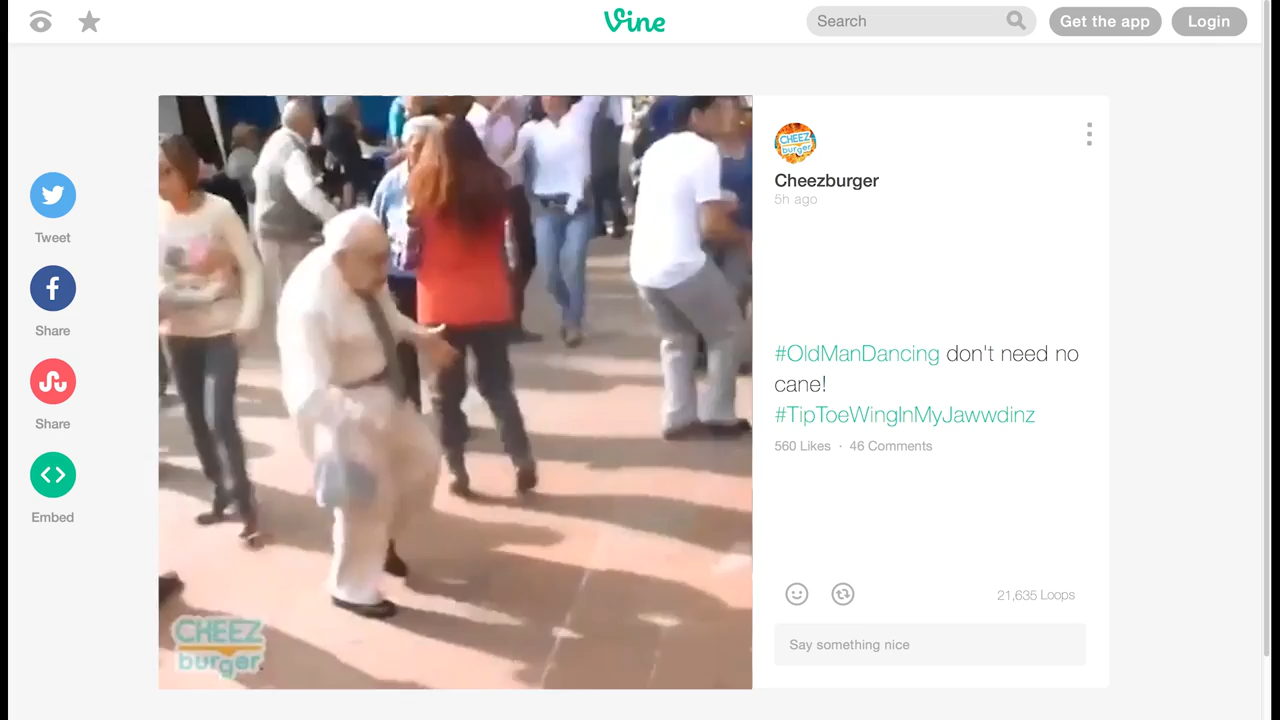 Vine
Search
Get the app
Login
Tweet
Share
Share
Embed
CHEEZ
burger
CHEEZ
burger
Cheezburger
5h ago
#OldManDancing don't need no
cane!
#TipToeWingInMyJawwdinz
560 Likes · 46 Comments
21,635 Loops
Say something nice